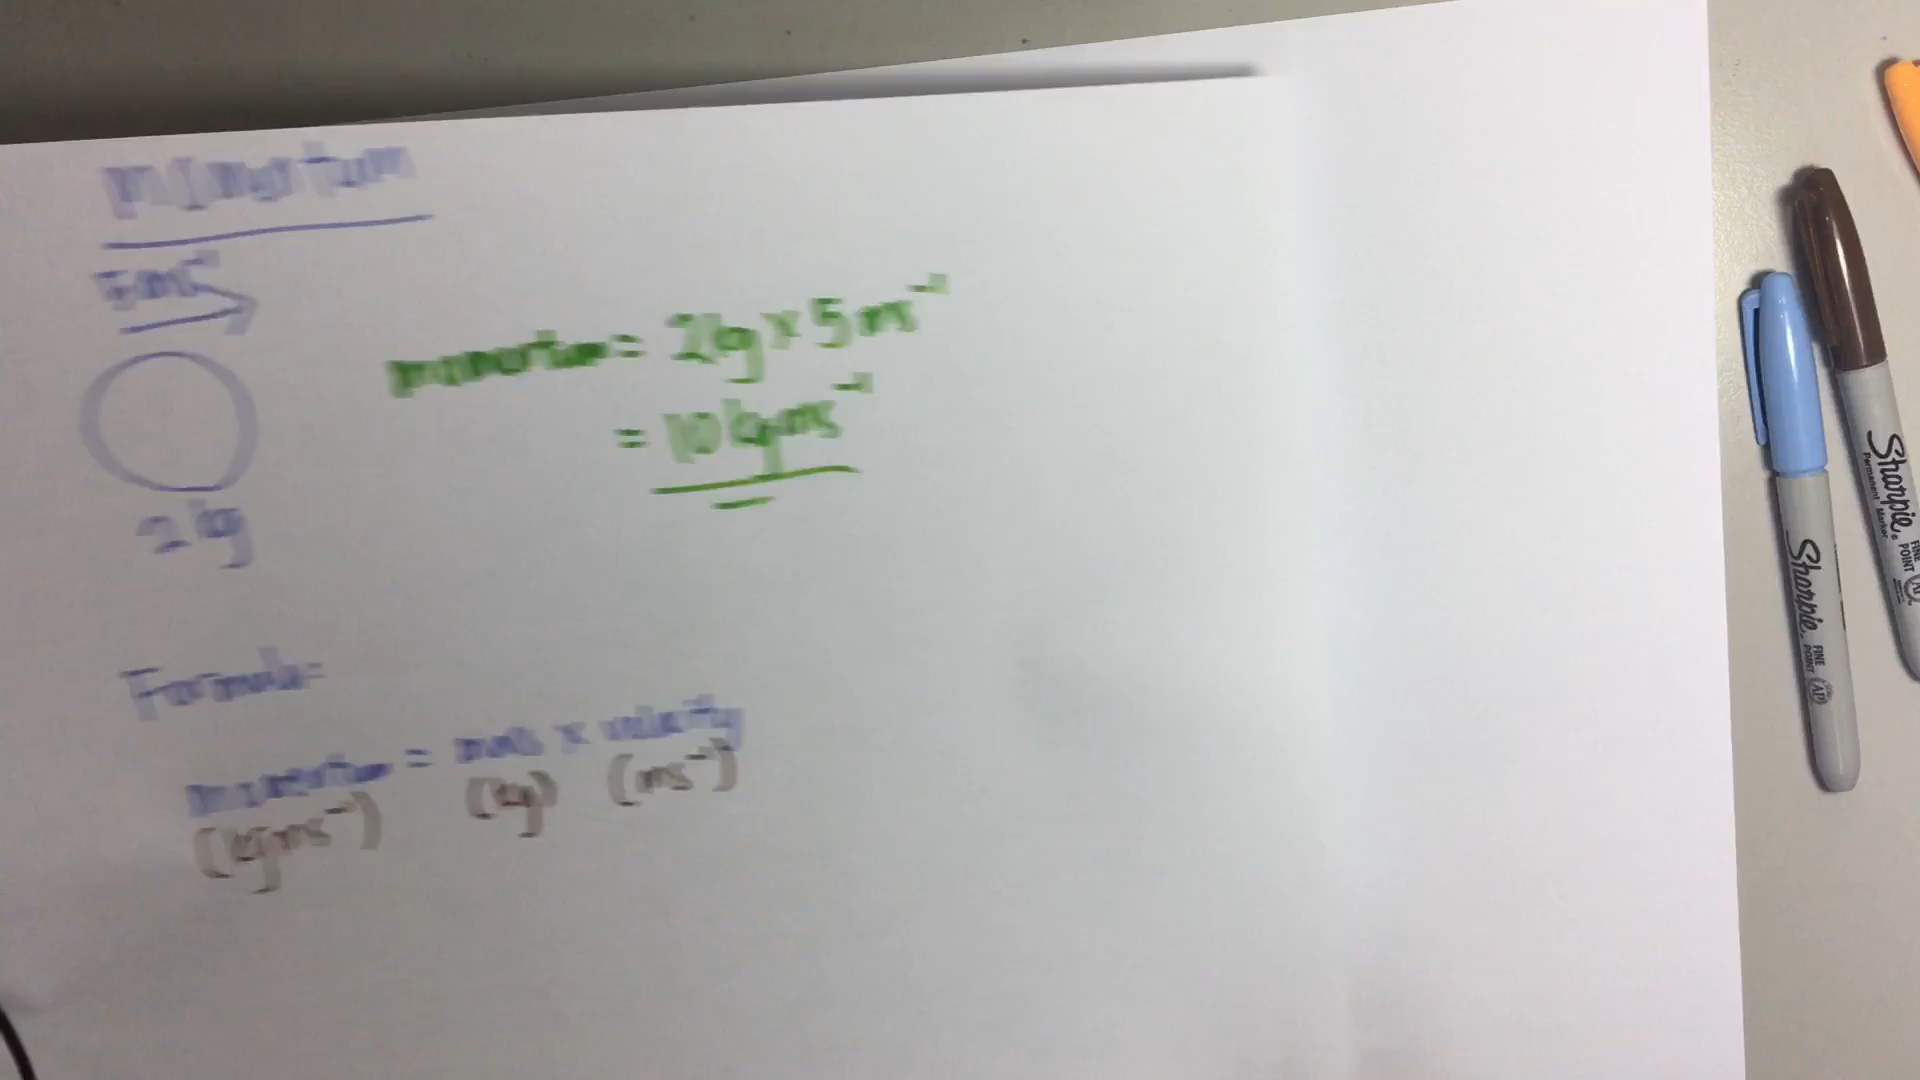 Momentum
5ms⁻¹
2kg
momentum = 2kg x 5ms⁻¹
= 10kgms⁻¹
Formula:
momentum = mass x velocity
(kgms⁻¹) (kg) (ms⁻¹)
Sharpie.
FINE POINT
AP
Sharpie.
Permanent Marker
FINE POINT